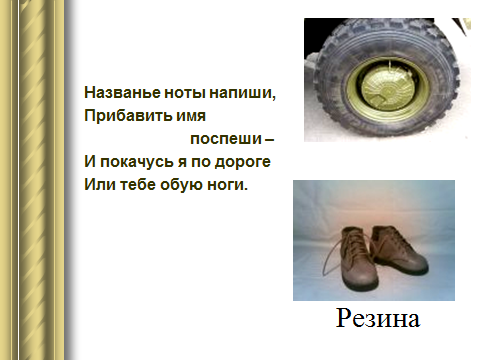 Названье ноты напиши,
Прибавить имя
поспеши –
И покачусь я по дороге
Или тебе обую ноги.
Резина